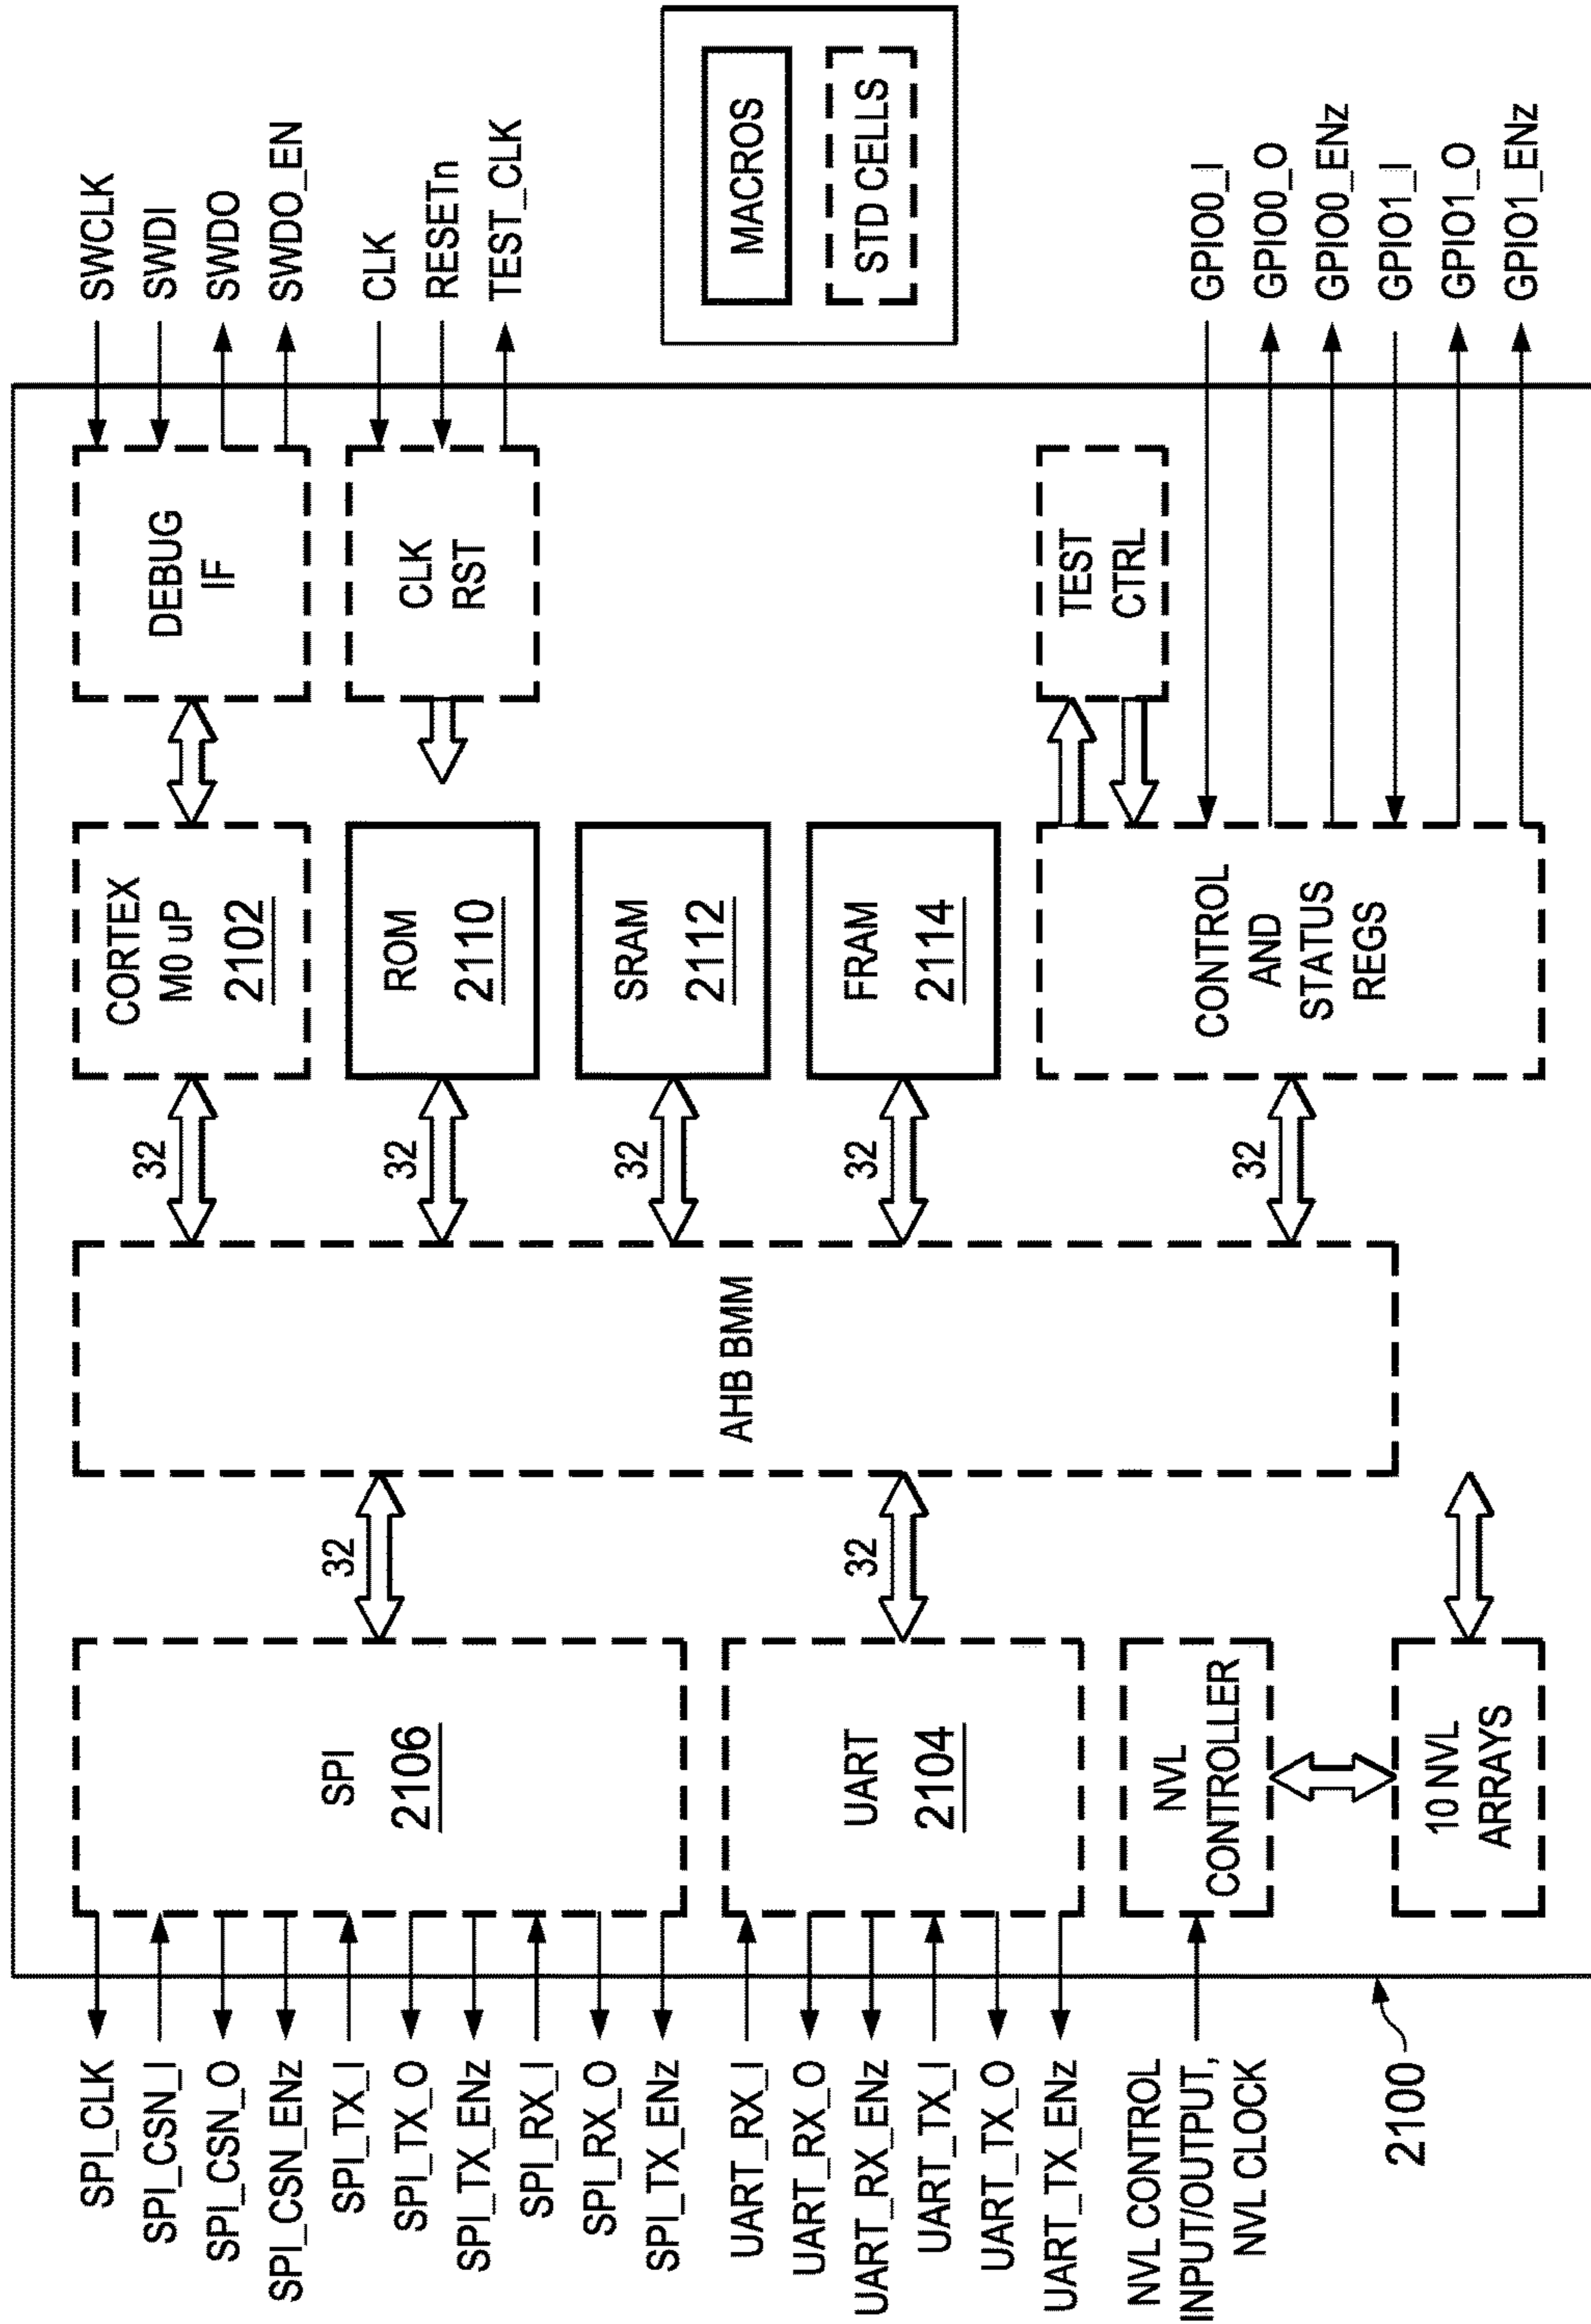 SPI_CLK
SPI_CSN_I
SPI_CSN_O
SPI_CSN_ENz
SPI_TX_I
SPI_TX_O
SPI_TX_ENz
SPI_RX_I
SPI_RX_O
SPI_TX_ENz
UART_RX_I
UART_RX_O
UART_RX_ENz
UART_TX_I
UART_TX_O
UART_TX_ENz
NVL CONTROL
INPUT/OUTPUT,
NVL CLOCK
2100
SPI
2106
UART
2104
NVL
CONTROLLER
10 NVL
ARRAYS
32
32
AHB BMM
32
32
32
32
32
CORTEX
M0 uP
2102
ROM
2110
SRAM
2112
FRAM
2114
CONTROL
AND
STATUS
REGS
DEBUG
IF
CLK
RST
TEST
CTRL
SWCLK
SWDI
SWDO
SWDO_EN
CLK
RESETn
TEST_CLK
MACROS
STD CELLS
GPIO0_I
GPIO0_O
GPIO0_ENz
GPIO1_I
GPIO1_O
GPIO1_ENz